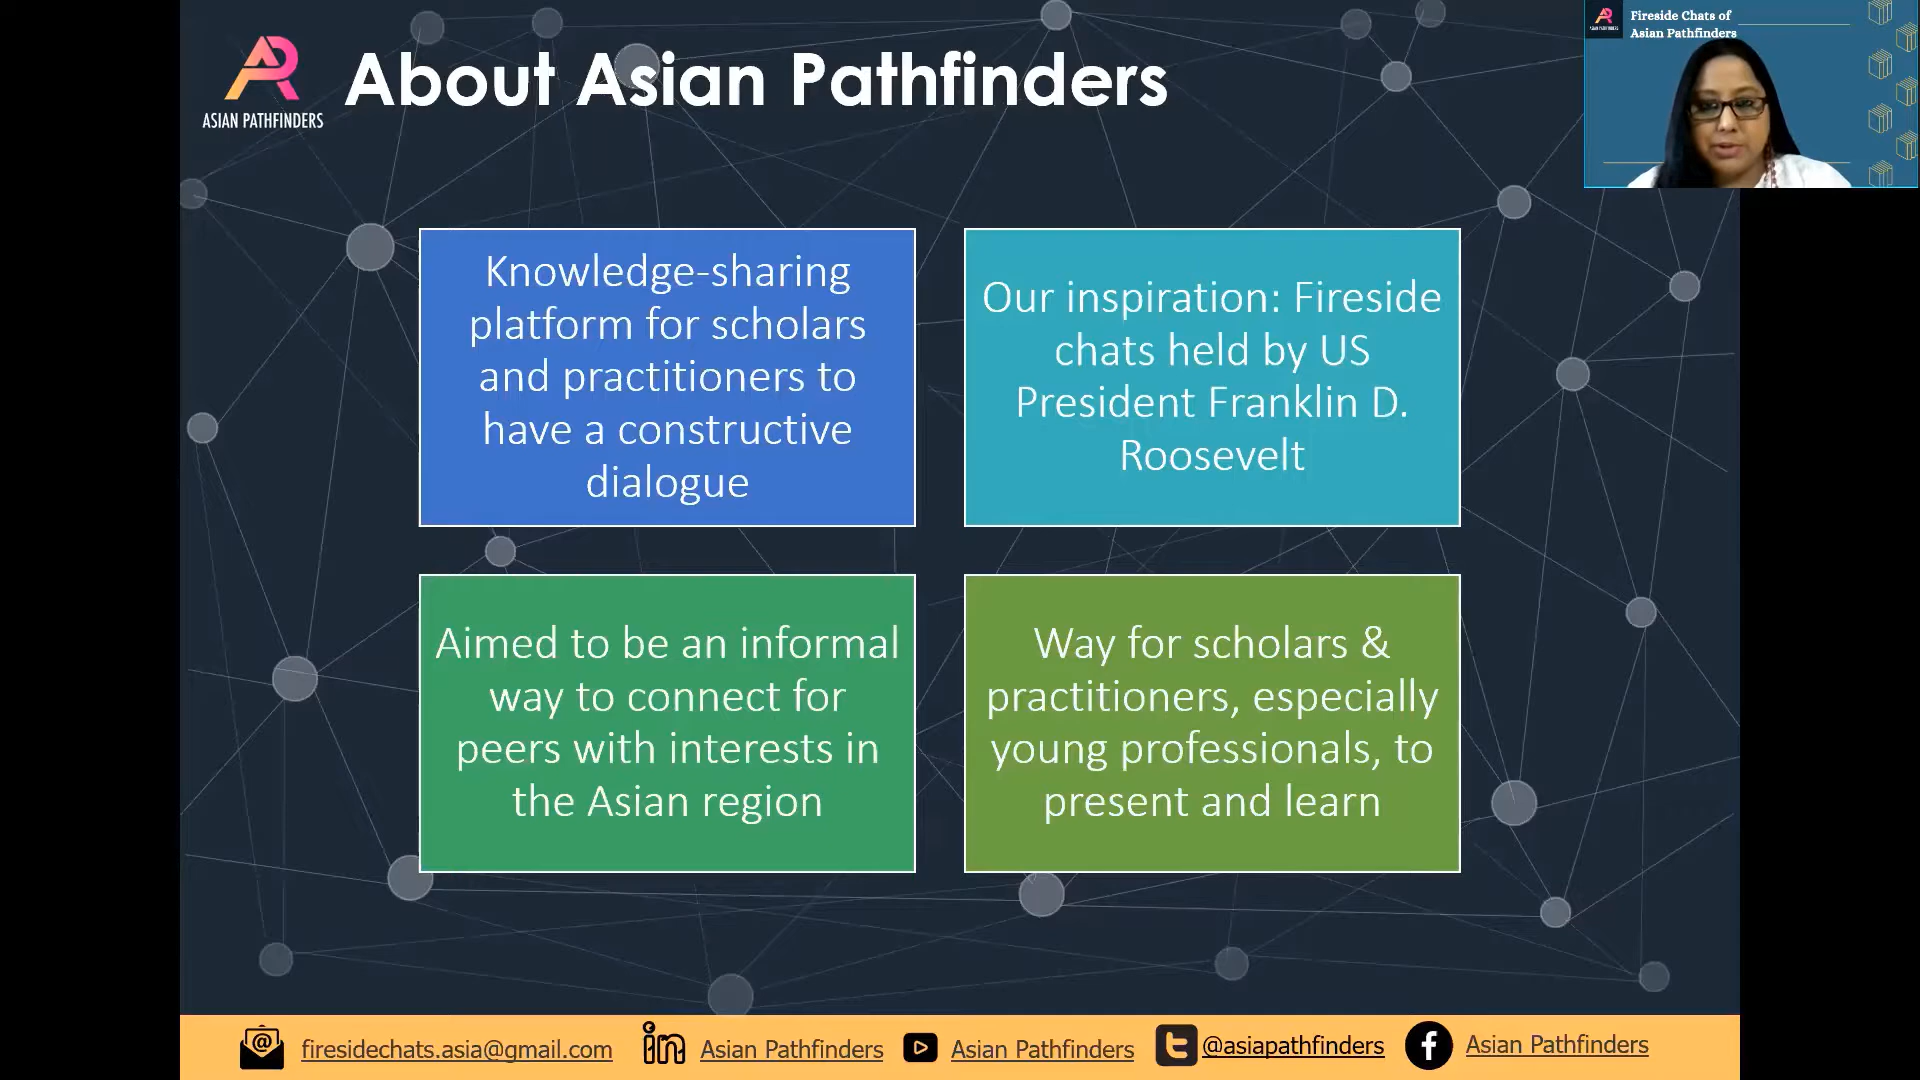 ASIAN PATHFINDERS
About Asian Pathfinders
Fireside Chats of
Asian Pathfinders
ASIAN PATHFINDERS
Knowledge-sharing
platform for scholars
and practitioners to
have a constructive
dialogue
Our inspiration: Fireside
chats held by US
President Franklin D.
Roosevelt
Aimed to be an informal
way to connect for
peers with interests in
the Asian region
Way for scholars &
practitioners, especially
young professionals, to
present and learn
firesidechats.asia@gmail.com
Asian Pathfinders
Asian Pathfinders
@asiapathfinders
Asian Pathfinders